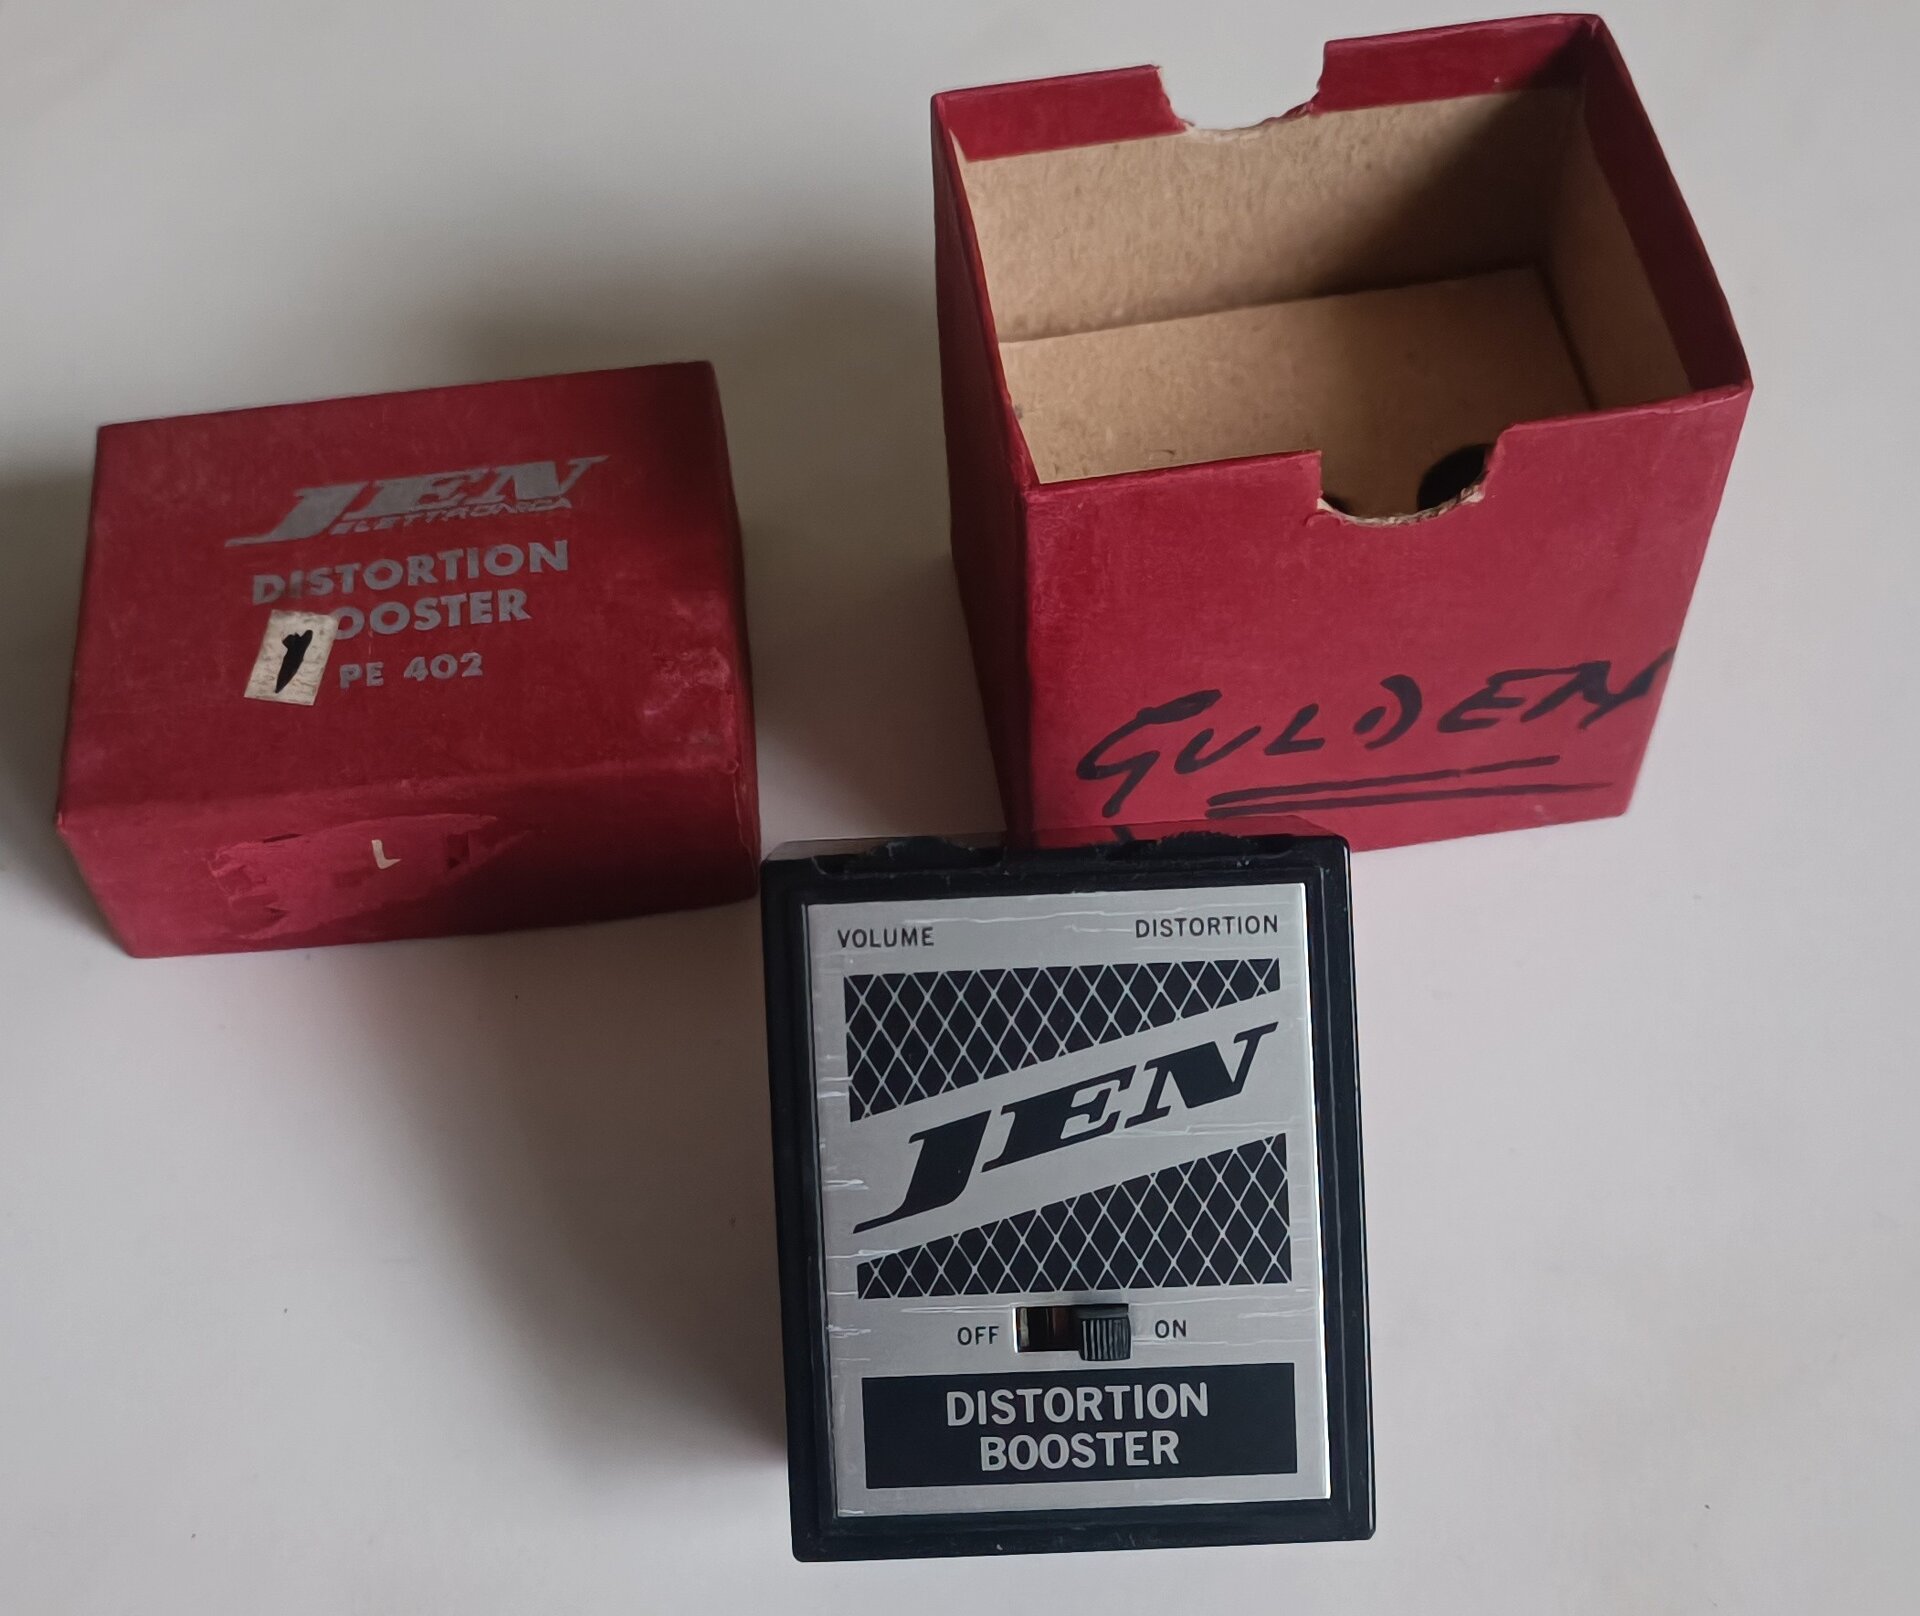 JEN
ELETTRONICA
DISTORTION
BOOSTER
PE 402
L
GULDEN
VOLUME DISTORTION
JEN
OFF ON
DISTORTION
BOOSTER